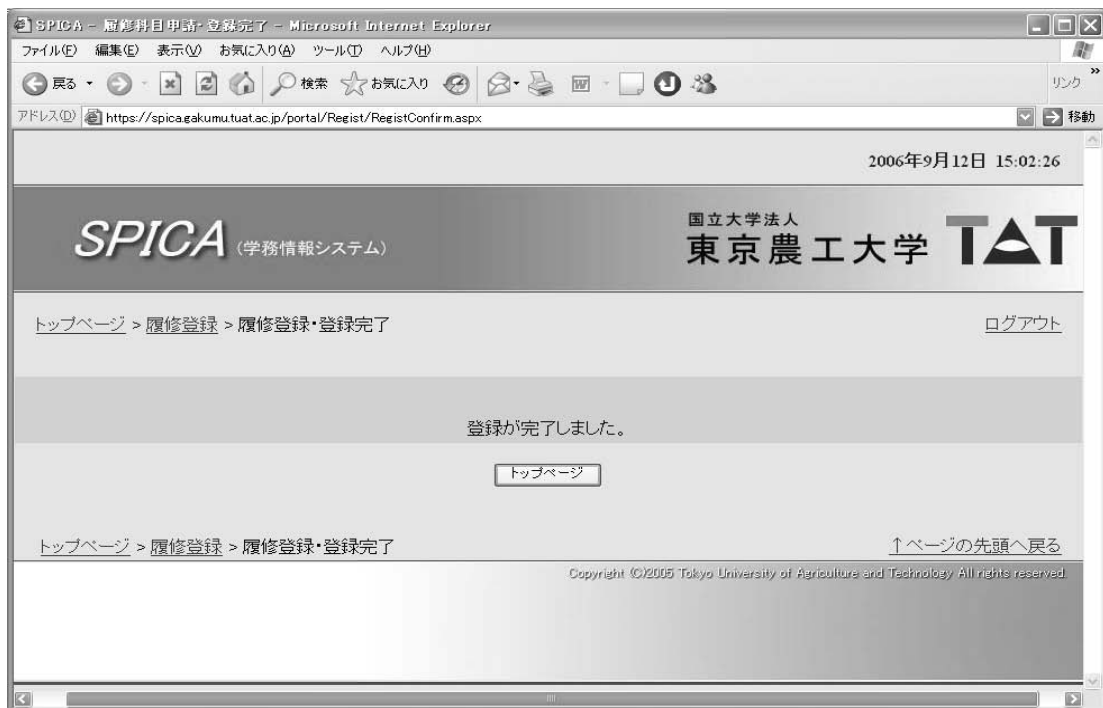 SPICA - 履修科目申請・登録完了 - Microsoft Internet Explorer
ファイル(F) 編集(E) 表示(V) お気に入り(A) ツール(T) ヘルプ(H)
戻る 検索 お気に入り リンク »
アドレス(D) https://spica.gakumu.tuat.ac.jp/portal/Regist/RegistConfirm.aspx 移動
2006年9月12日 15:02:26
SPICA (学務情報システム)
国立大学法人
東京農工大学 TAT
トップページ > 履修登録 > 履修登録・登録完了 ログアウト
登録が完了しました。
トップページ
トップページ > 履修登録 > 履修登録・登録完了 ↑ページの先頭へ戻る
Copyright (C)2005 Tokyo University of Agriculture and Technology All rights reserved.